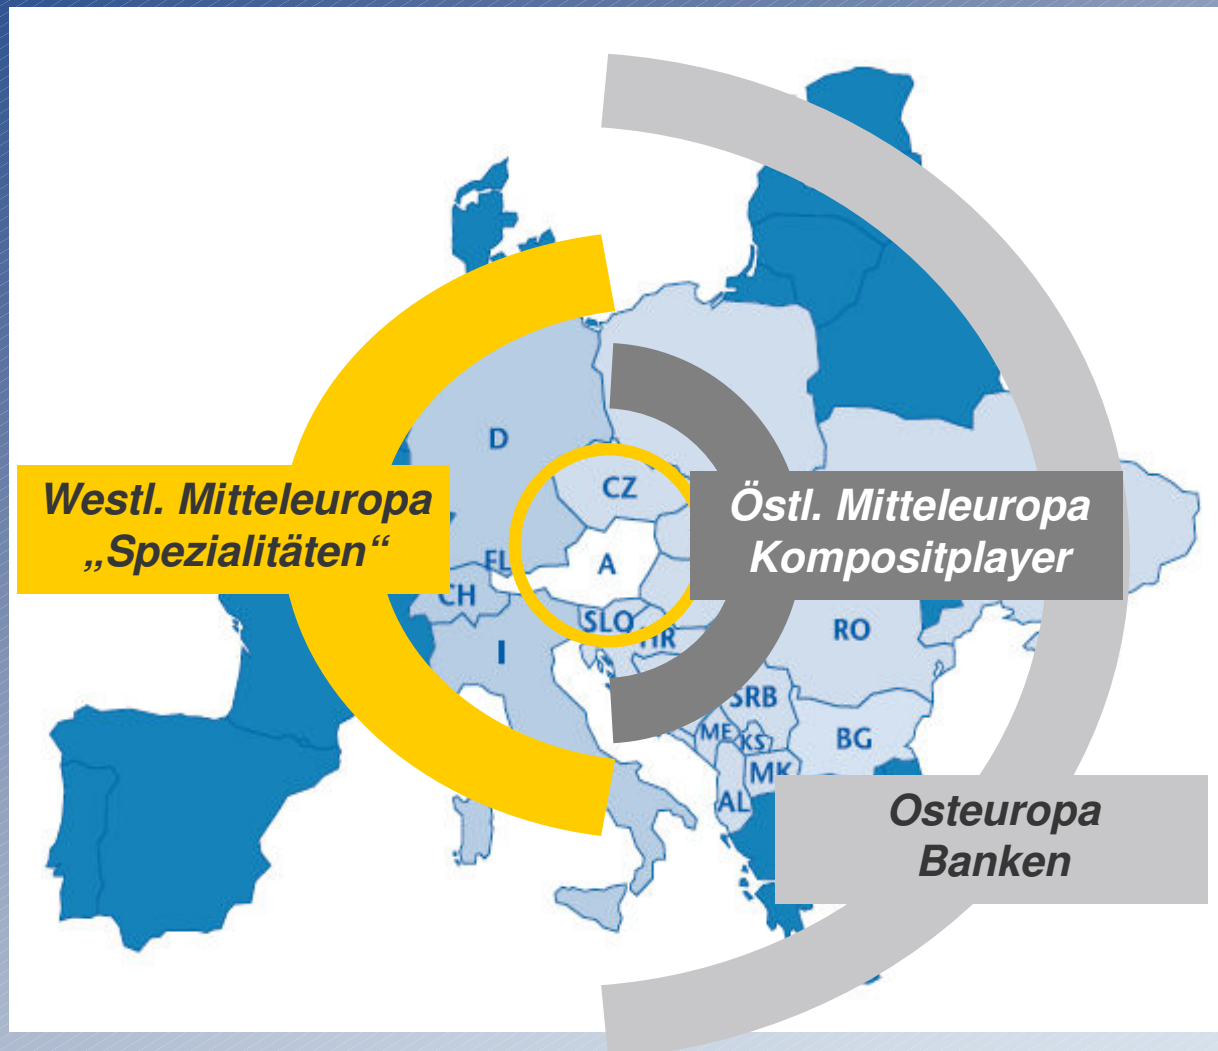 D
CZ
Westl. Mitteleuropa
„Spezialitäten“
Östl. Mitteleuropa
Kompositplayer
FL
A
CH
SLO
HR
RO
I
SRB
ME
KS
BG
MK
AL
Osteuropa
Banken